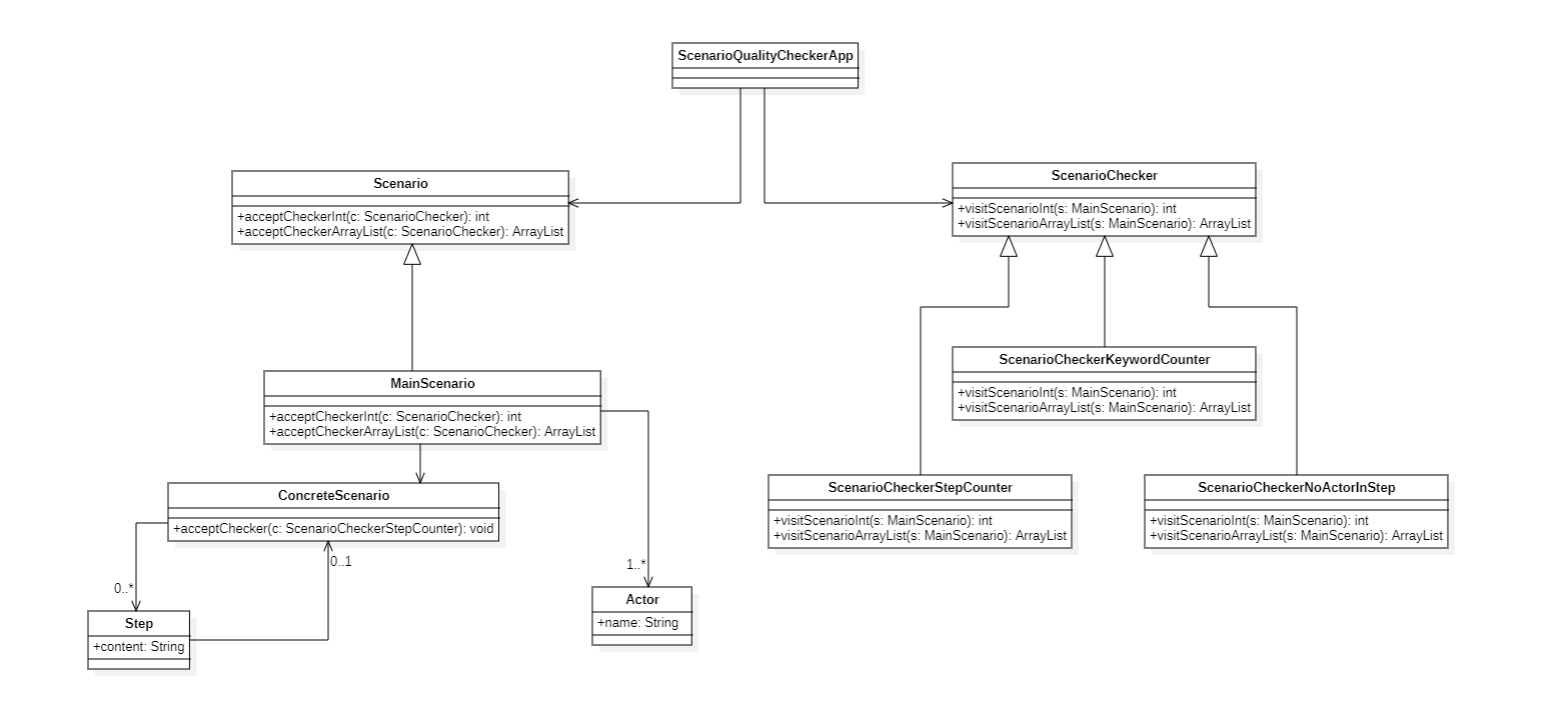 ScenarioQualityCheckerApp
Scenario
+acceptCheckerInt(c: ScenarioChecker): int
+acceptCheckerArrayList(c: ScenarioChecker): ArrayList
ScenarioChecker
+visitScenarioInt(s: MainScenario): int
+visitScenarioArrayList(s: MainScenario): ArrayList
MainScenario
+acceptCheckerInt(c: ScenarioChecker): int
+acceptCheckerArrayList(c: ScenarioChecker): ArrayList
ScenarioCheckerKeywordCounter
+visitScenarioInt(s: MainScenario): int
+visitScenarioArrayList(s: MainScenario): ArrayList
ConcreteScenario
+acceptChecker(c: ScenarioCheckerStepCounter): void
ScenarioCheckerStepCounter
+visitScenarioInt(s: MainScenario): int
+visitScenarioArrayList(s: MainScenario): ArrayList
ScenarioCheckerNoActorInStep
+visitScenarioInt(s: MainScenario): int
+visitScenarioArrayList(s: MainScenario): ArrayList
0..1
1..*
0..*
Step
+content: String
Actor
+name: String